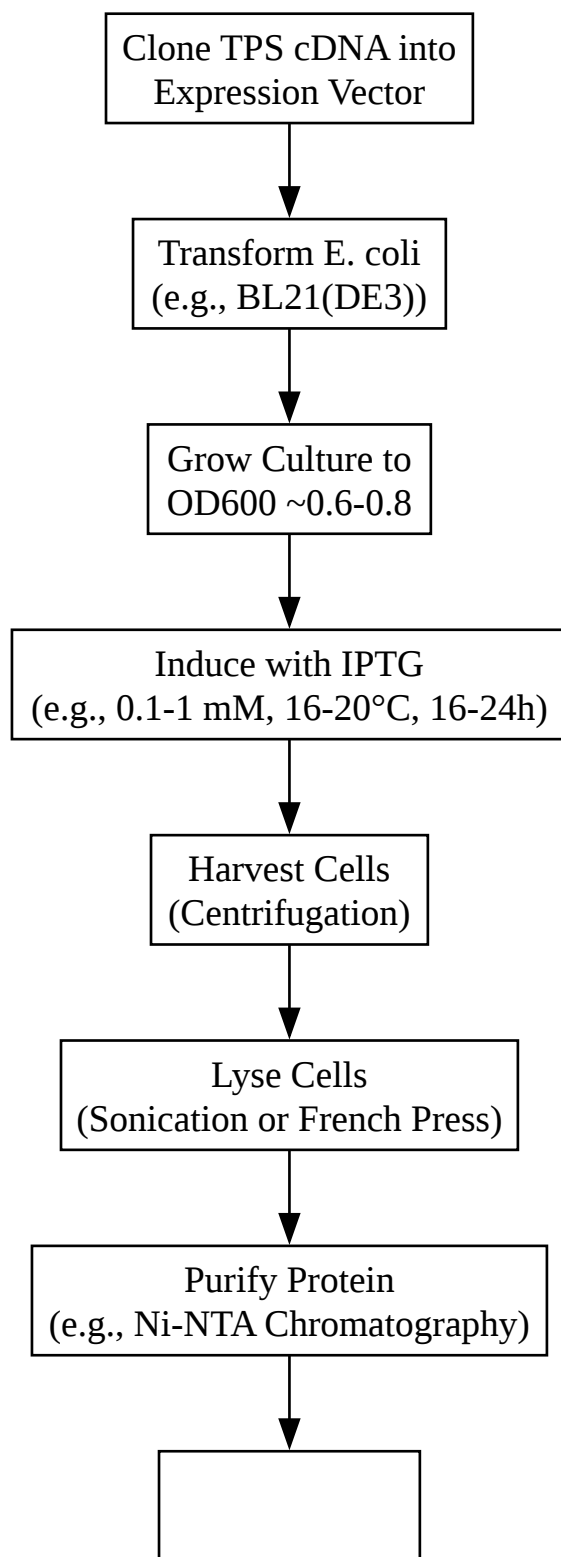 Clone TPS cDNA into
Expression Vector
Transform E. coli
(e.g., BL21(DE3))
Grow Culture to
OD600 ~0.6-0.8
Induce with IPTG
(e.g., 0.1-1 mM, 16-20°C, 16-24h)
Harvest Cells
(Centrifugation)
Lyse Cells
(Sonication or French Press)
Purify Protein
(e.g., Ni-NTA Chromatography)